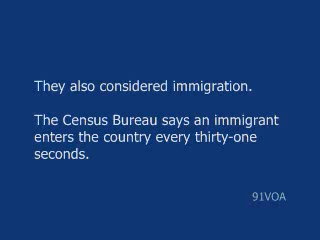 They also considered immigration.
The Census Bureau says an immigrant
enters the country every thirty-one
seconds.
91VOA